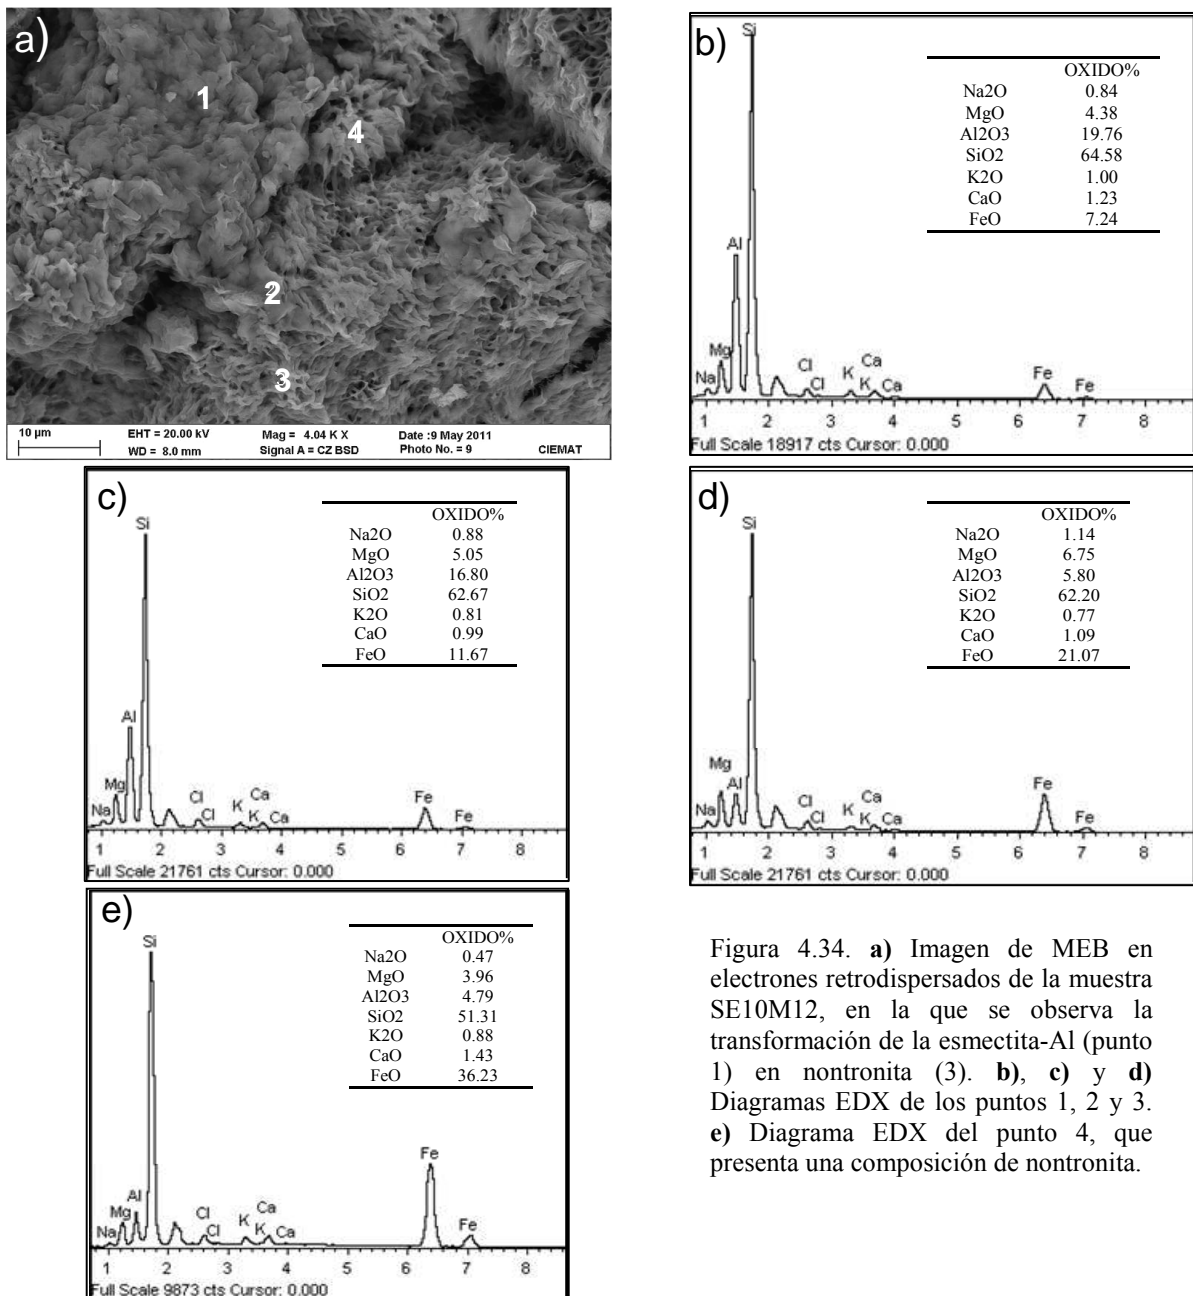 a)
1
4
2
3
10 µm
EHT = 20.00 kV
Mag = 4.04 K X
Date :9 May 2011
WD = 8.0 mm
Signal A = CZ BSD
Photo No. = 9
CIEMAT
b)
Si
OXIDO%
Na2O 0.84
MgO 4.38
Al2O3 19.76
SiO2 64.58
K2O 1.00
CaO 1.23
FeO 7.24
Al
Mg
Na
Cl
Cl
K
Ca
K
Ca
Fe
Fe
1 2 3 4 5 6 7 8
Full Scale 18917 cts Cursor: 0.000
c)
Si
OXIDO%
Na2O 0.88
MgO 5.05
Al2O3 16.80
SiO2 62.67
K2O 0.81
CaO 0.99
FeO 11.67
Al
Mg
Na
Cl
Cl
K
Ca
K
Ca
Fe
Fe
1 2 3 4 5 6 7 8
Full Scale 21761 cts Cursor: 0.000
d)
Si
OXIDO%
Na2O 1.14
MgO 6.75
Al2O3 5.80
SiO2 62.20
K2O 0.77
CaO 1.09
FeO 21.07
Mg
Al
Na
Cl
Cl
K
Ca
K
Ca
Fe
Fe
1 2 3 4 5 6 7 8
Full Scale 21761 cts Cursor: 0.000
e)
Si
OXIDO%
Na2O 0.47
MgO 3.96
Al2O3 4.79
SiO2 51.31
K2O 0.88
CaO 1.43
FeO 36.23
Al
Mg
Na
Cl
Cl
K
Ca
K
Ca
Fe
Fe
1 2 3 4 5 6 7 8
Full Scale 9873 cts Cursor: 0.000
Figura 4.34. a) Imagen de MEB en
electrones retrodispersados de la muestra
SE10M12, en la que se observa la
transformación de la esmectita-Al (punto
1) en nontronita (3). b), c) y d)
Diagramas EDX de los puntos 1, 2 y 3.
e) Diagrama EDX del punto 4, que
presenta una composición de nontronita.